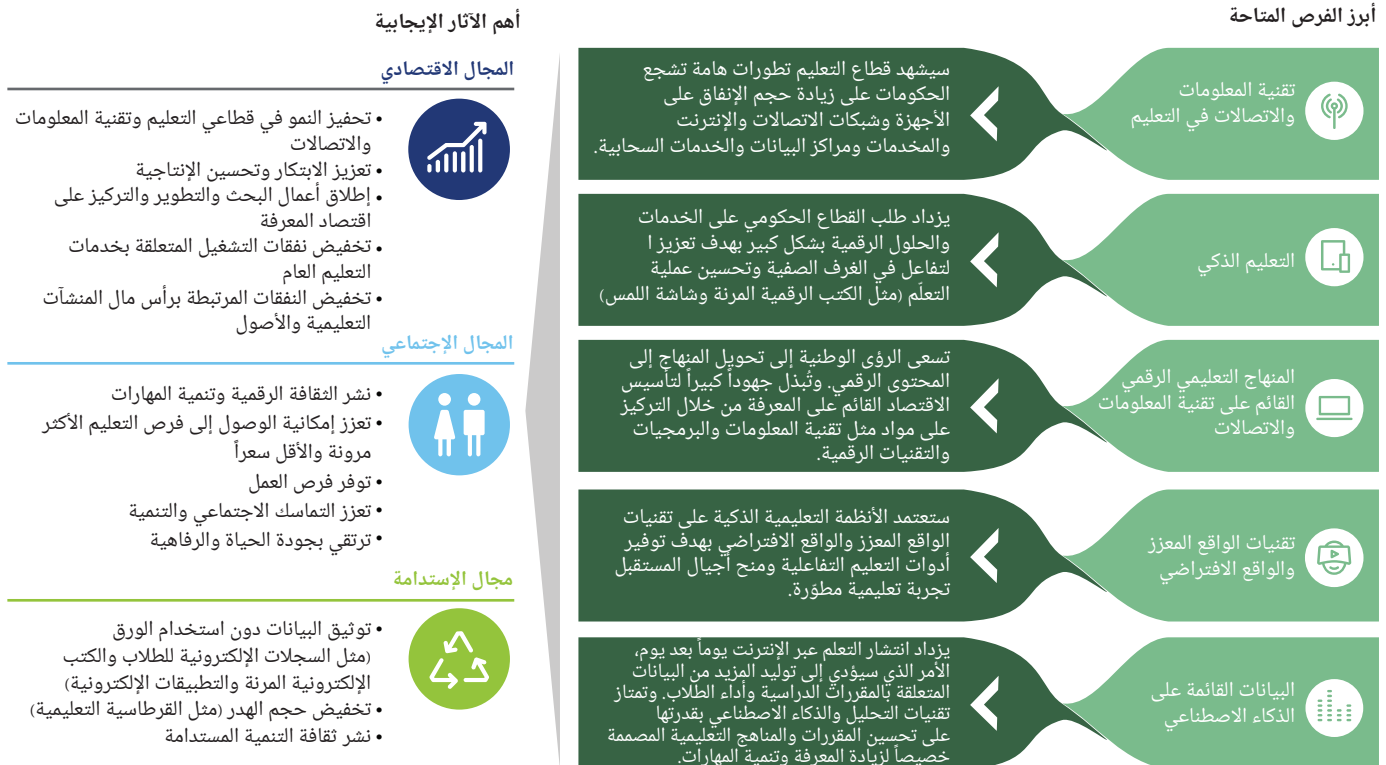 أبرز الفرص المتاحة
تقنية المعلومات
والاتصالات في التعليم
سيشهد قطاع التعليم تطورات هامة تشجع
الحكومات على زيادة حجم الإنفاق على
الأجهزة وشبكات الاتصالات والإنترنت
والمخدمات ومراكز البيانات والخدمات السحابية.
التعليم الذكي
يزداد طلب القطاع الحكومي على الخدمات
والحلول الرقمية بشكل كبير بهدف تعزيز ا
لتفاعل في الغرف الصفية وتحسين عملية
التعلّم (مثل الكتب الرقمية المرنة وشاشة اللمس)
المنهاج التعليمي الرقمي
القائم على تقنية المعلومات
والاتصالات
تسعى الرؤى الوطنية إلى تحويل المنهاج إلى
المحتوى الرقمي. وتُبذل جهوداً كبيراً لتأسيس
الاقتصاد القائم على المعرفة من خلال التركيز
على مواد مثل تقنية المعلومات والبرمجيات
والتقنيات الرقمية.
تقنيات الواقع المعزز
والواقع الافتراضي
ستعتمد الأنظمة التعليمية الذكية على تقنيات
الواقع المعزز والواقع الافتراضي بهدف توفير
أدوات التعليم التفاعلية ومنح أجيال المستقبل
تجربة تعليمية مطوّرة.
البيانات القائمة على
الذكاء الاصطناعي
يزداد انتشار التعلم عبر الإنترنت يوماً بعد يوم،
الأمر الذي سيؤدي إلى توليد المزيد من البيانات
المتعلقة بالمقررات الدراسية وأداء الطلاب. وتمتاز
تقنيات التحليل والذكاء الاصطناعي بقدرتها
على تحسين المقررات والمناهج التعليمية المصممة
خصيصاً لزيادة المعرفة وتنمية المهارات.
أهم الآثار الإيجابية
المجال الاقتصادي
• تحفيز النمو في قطاعي التعليم وتقنية المعلومات
والاتصالات
• تعزيز الابتكار وتحسين الإنتاجية
• إطلاق أعمال البحث والتطوير والتركيز على
اقتصاد المعرفة
• تخفيض نفقات التشغيل المتعلقة بخدمات
التعليم العام
• تخفيض النفقات المرتبطة برأس مال المنشآت
التعليمية والأصول
المجال الإجتماعي
• نشر الثقافة الرقمية وتنمية المهارات
• تعزز إمكانية الوصول إلى فرص التعليم الأكثر
مرونة والأقل سعراً
• توفر فرص العمل
• تعزز التماسك الاجتماعي والتنمية
• ترتقي بجودة الحياة والرفاهية
مجال الإستدامة
• توثيق البيانات دون استخدام الورق
(مثل السجلات الإلكترونية للطلاب والكتب
الإلكترونية المرنة والتطبيقات الإلكترونية)
• تخفيض حجم الهدر (مثل القرطاسية التعليمية)
• نشر ثقافة التنمية المستدامة